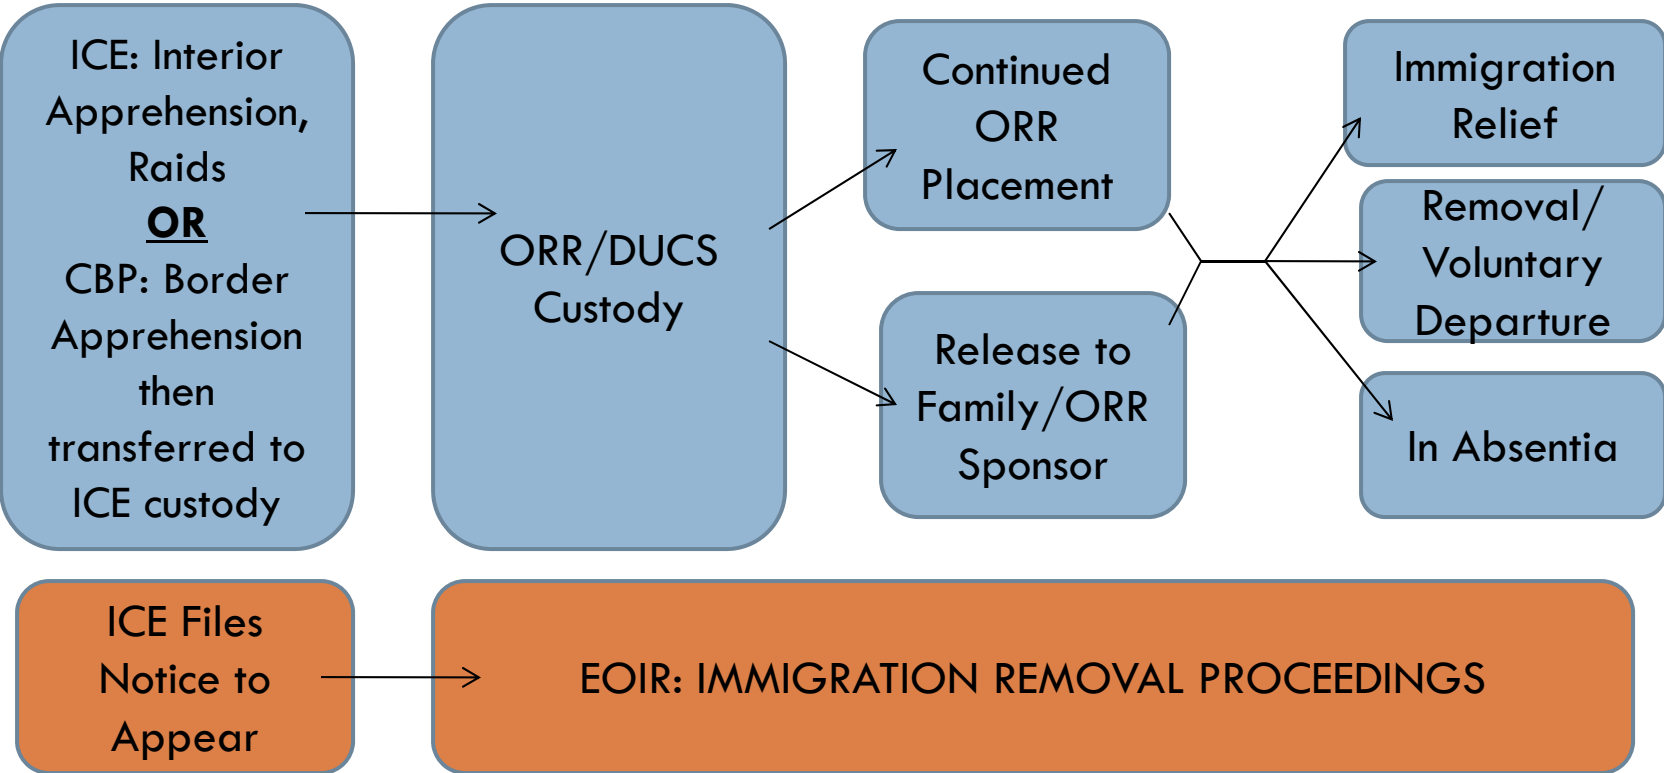 ICE: Interior
Apprehension,
Raids
OR
CBP: Border
Apprehension
then
transferred to
ICE custody
ORR/DUCS
Custody
Continued
ORR
Placement
Release to
Family/ORR
Sponsor
Immigration
Relief
Removal/
Voluntary
Departure
In Absentia
ICE Files
Notice to
Appear
EOIR: IMMIGRATION REMOVAL PROCEEDINGS